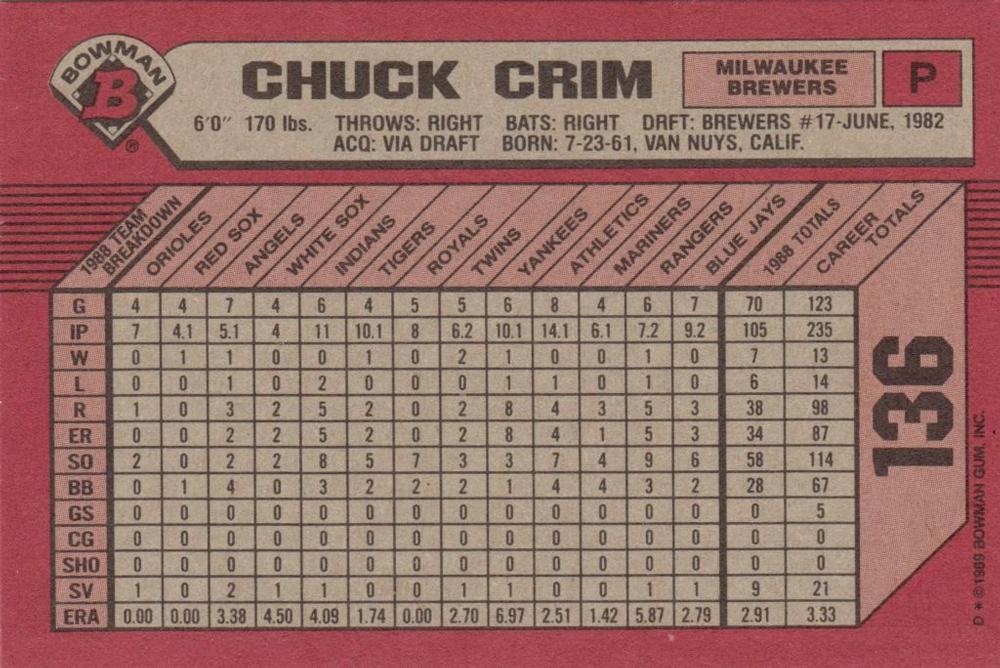 BOWMAN
B
®
CHUCK CRIM
MILWAUKEE
BREWERS
P
6'0" 170 lbs. THROWS: RIGHT BATS: RIGHT DRFT: BREWERS #17-JUNE, 1982
ACQ: VIA DRAFT BORN: 7-23-61, VAN NUYS, CALIF.
1988 TEAM BREAKDOWN ORIOLES RED SOX ANGELS WHITE SOX INDIANS TIGERS ROYALS TWINS YANKEES ATHLETICS MARINERS RANGERS BLUE JAYS 1988 TOTALS CAREER TOTALS
G 4 4 7 4 6 4 5 5 6 8 4 6 7 70 123
IP 7 4.1 5.1 4 11 10.1 8 6.2 10.1 14.1 6.1 7.2 9.2 105 235
W 0 1 1 0 0 1 0 2 1 0 0 1 0 7 13
L 0 0 1 0 2 0 0 0 1 1 0 1 0 6 14
R 1 0 3 2 5 2 0 2 8 4 3 5 3 38 98
ER 0 0 2 2 5 2 0 2 8 4 1 5 3 34 87
SO 2 0 2 2 8 5 7 3 3 7 4 9 6 58 114
BB 0 1 4 0 3 2 2 2 1 4 4 3 2 28 67
GS 0 0 0 0 0 0 0 0 0 0 0 0 0 0 5
CG 0 0 0 0 0 0 0 0 0 0 0 0 0 0 0
SHO 0 0 0 0 0 0 0 0 0 0 0 0 0 0 0
SV 1 0 2 1 1 0 0 1 1 0 0 1 1 9 21
ERA 0.00 0.00 3.38 4.50 4.09 1.74 0.00 2.70 6.97 2.51 1.42 5.87 2.79 2.91 3.33
136
D * © 1989 BOWMAN GUM, INC.